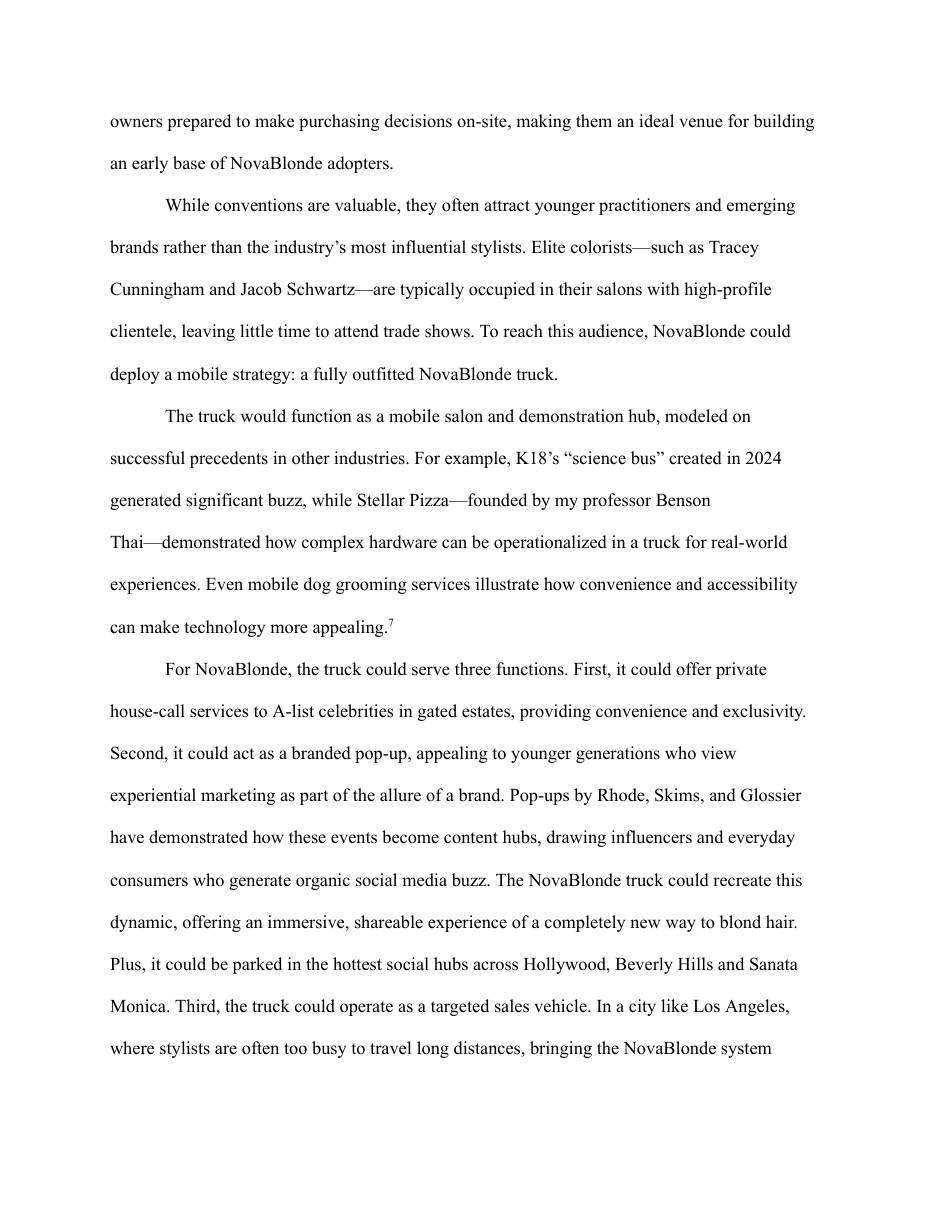 owners prepared to make purchasing decisions on-site, making them an ideal venue for building
an early base of NovaBlonde adopters.
While conventions are valuable, they often attract younger practitioners and emerging
brands rather than the industry’s most influential stylists. Elite colorists—such as Tracey
Cunningham and Jacob Schwartz—are typically occupied in their salons with high-profile
clientele, leaving little time to attend trade shows. To reach this audience, NovaBlonde could
deploy a mobile strategy: a fully outfitted NovaBlonde truck.
The truck would function as a mobile salon and demonstration hub, modeled on
successful precedents in other industries. For example, K18’s “science bus” created in 2024
generated significant buzz, while Stellar Pizza—founded by my professor Benson
Thai—demonstrated how complex hardware can be operationalized in a truck for real-world
experiences. Even mobile dog grooming services illustrate how convenience and accessibility
can make technology more appealing.⁷
For NovaBlonde, the truck could serve three functions. First, it could offer private
house-call services to A-list celebrities in gated estates, providing convenience and exclusivity.
Second, it could act as a branded pop-up, appealing to younger generations who view
experiential marketing as part of the allure of a brand. Pop-ups by Rhode, Skims, and Glossier
have demonstrated how these events become content hubs, drawing influencers and everyday
consumers who generate organic social media buzz. The NovaBlonde truck could recreate this
dynamic, offering an immersive, shareable experience of a completely new way to blond hair.
Plus, it could be parked in the hottest social hubs across Hollywood, Beverly Hills and Sanata
Monica. Third, the truck could operate as a targeted sales vehicle. In a city like Los Angeles,
where stylists are often too busy to travel long distances, bringing the NovaBlonde system